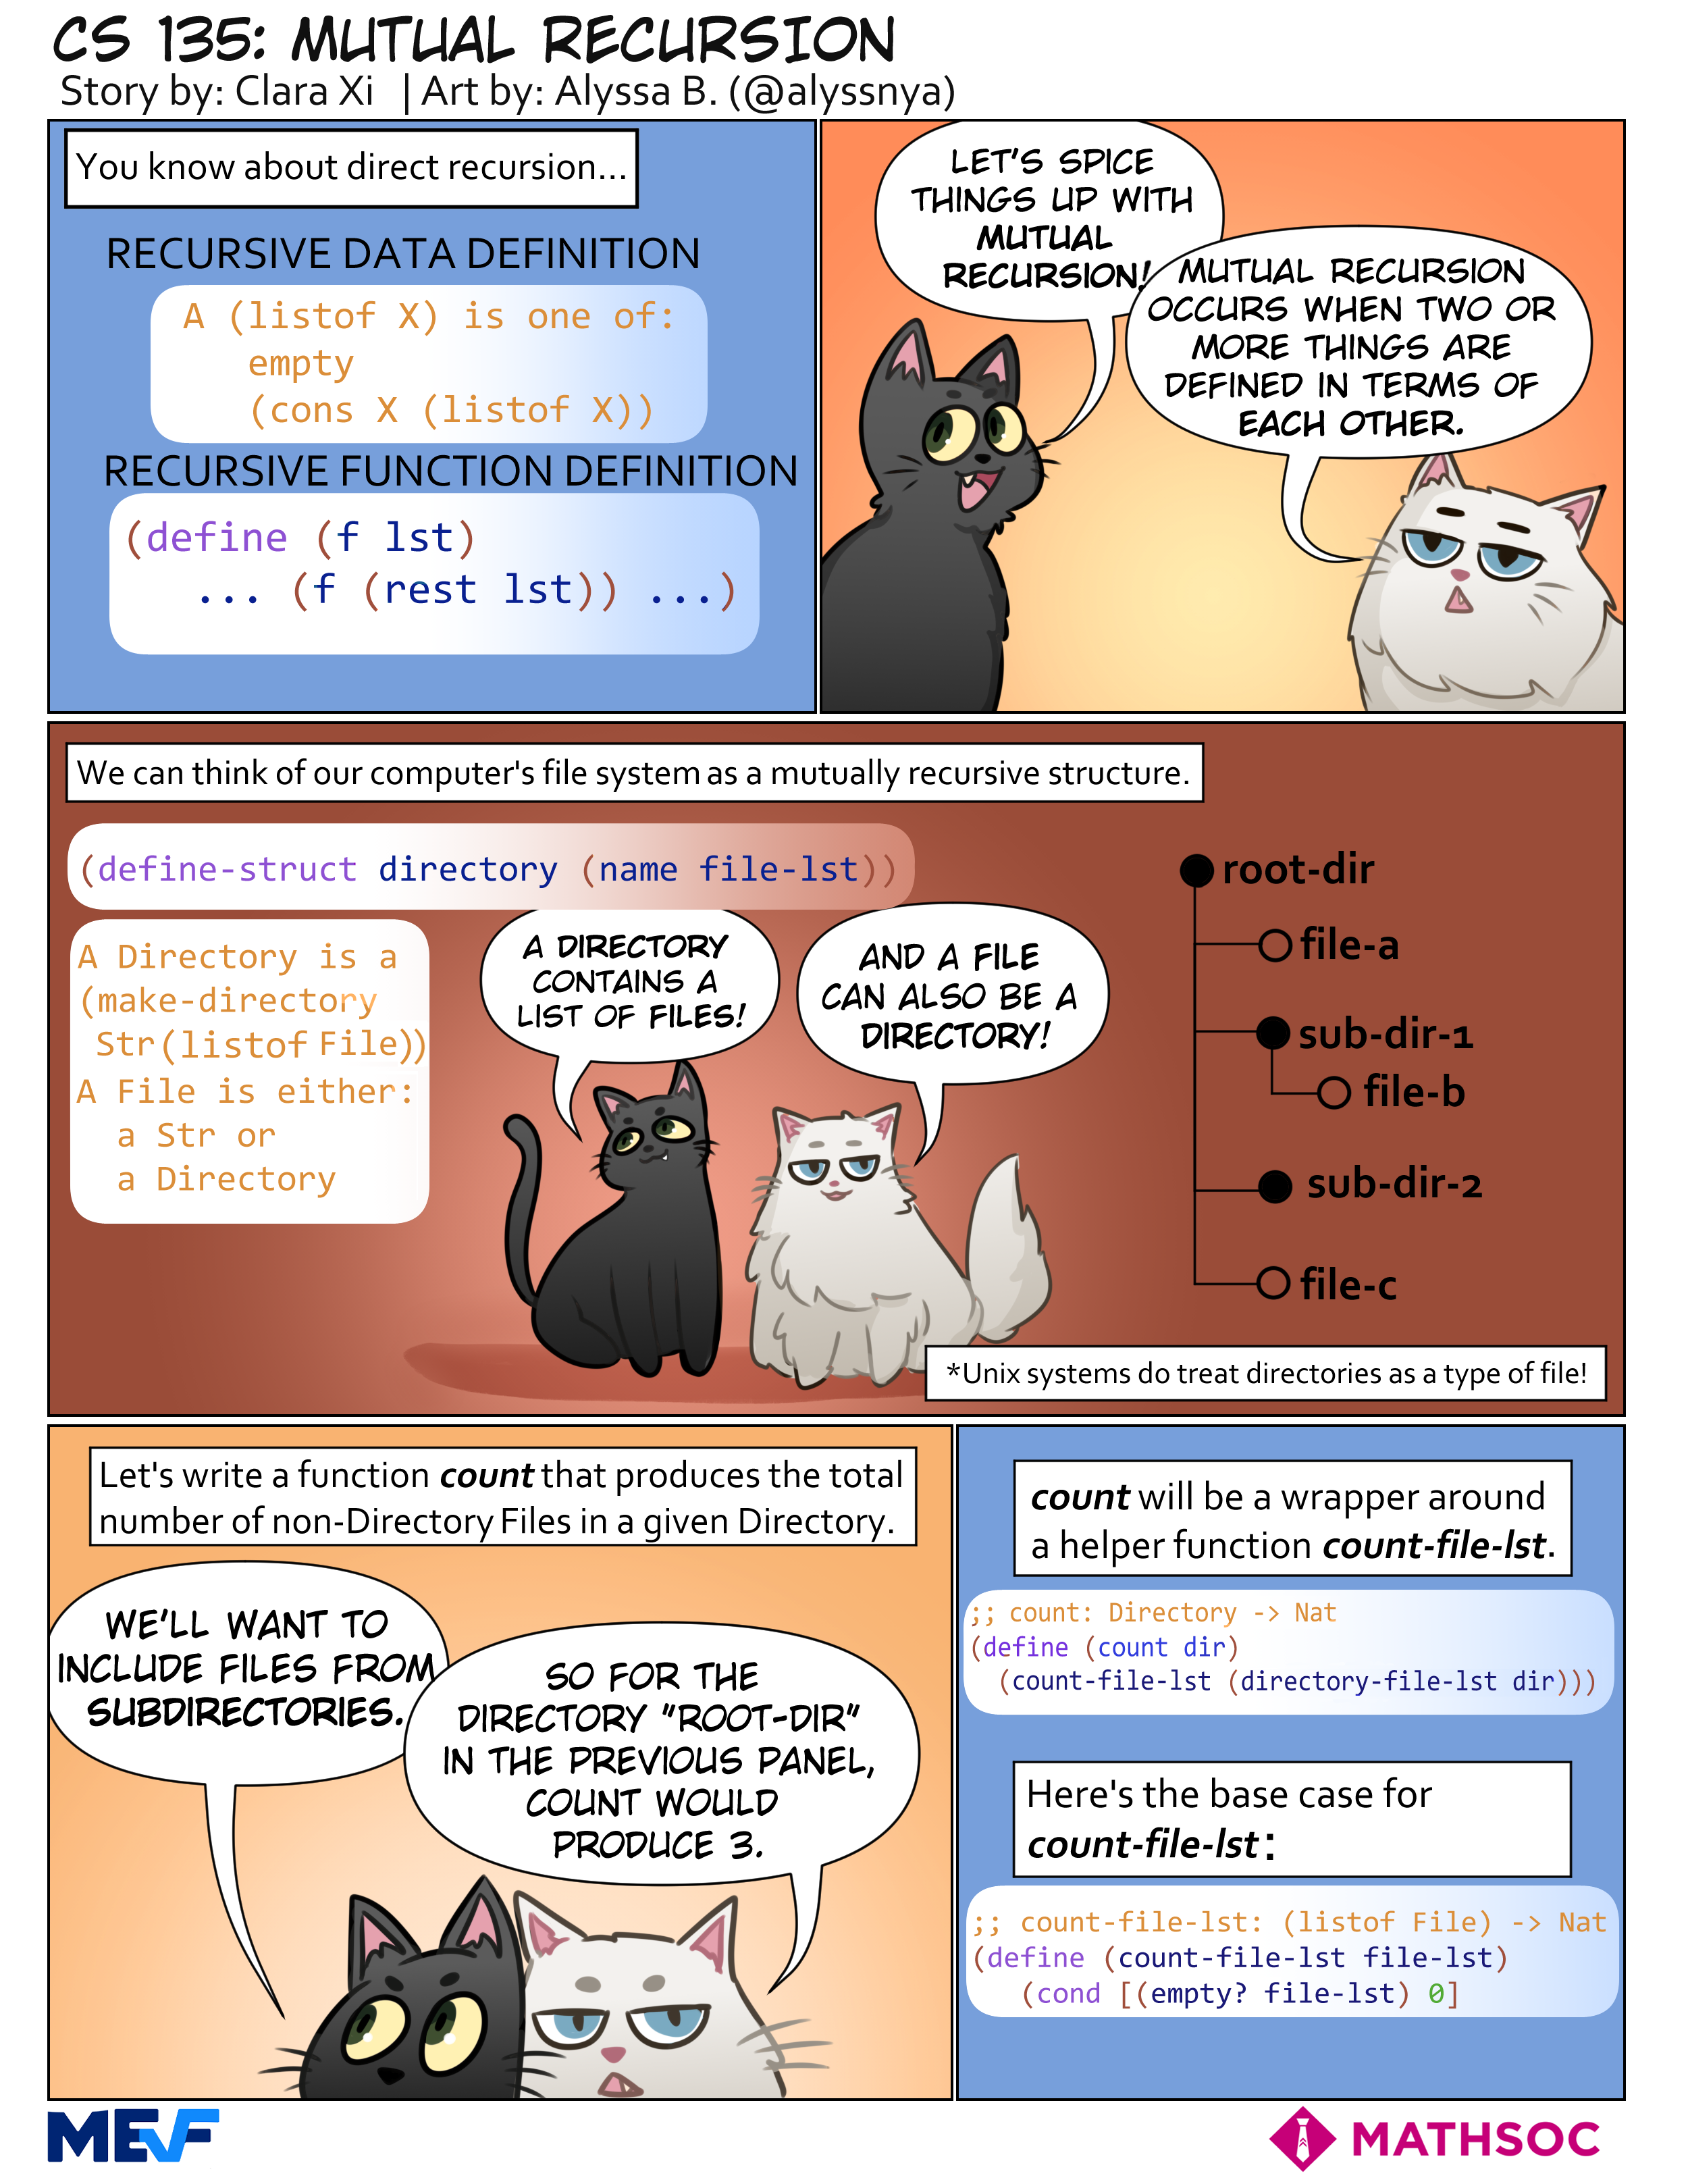 CS 135: MUTUAL RECURSION
Story by: Clara Xi | Art by: Alyssa B. (@alyssnya)
You know about direct recursion...
RECURSIVE DATA DEFINITION
A (listof X) is one of:
empty
(cons X (listof X))
RECURSIVE FUNCTION DEFINITION
(define (f lst)
... (f (rest lst)) ...)
LET'S SPICE
THINGS UP WITH
MUTUAL
RECURSION!
MUTUAL RECURSION
OCCURS WHEN TWO OR
MORE THINGS ARE
DEFINED IN TERMS OF
EACH OTHER.
We can think of our computer's file system as a mutually recursive structure.
(define-struct directory (name file-lst))
A Directory is a
(make-directory
Str(listof File))
A File is either:
a Str or
a Directory
A DIRECTORY
CONTAINS A
LIST OF FILES!
AND A FILE
CAN ALSO BE A
DIRECTORY!
root-dir
file-a
sub-dir-1
file-b
sub-dir-2
file-c
*Unix systems do treat directories as a type of file!
Let's write a function count that produces the total
number of non-Directory Files in a given Directory.
WE'LL WANT TO
INCLUDE FILES FROM
SUBDIRECTORIES.
SO FOR THE
DIRECTORY "ROOT-DIR"
IN THE PREVIOUS PANEL,
COUNT WOULD
PRODUCE 3.
count will be a wrapper around
a helper function count-file-lst.
;; count: Directory -> Nat
(define (count dir)
(count-file-lst (directory-file-lst dir)))
Here's the base case for
count-file-lst:
;; count-file-lst: (listof File) -> Nat
(define (count-file-lst file-lst)
(cond [(empty? file-lst) 0]
MEF
MATHSOC